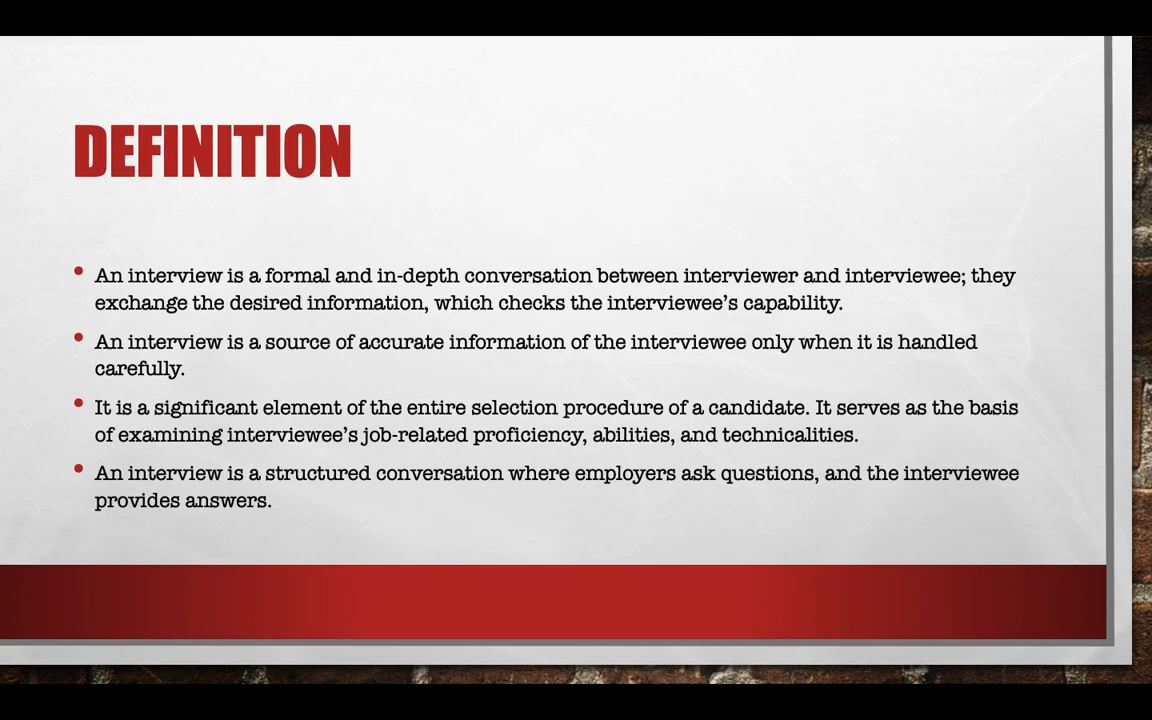 DEFINITION
• An interview is a formal and in-depth conversation between interviewer and interviewee; they
exchange the desired information, which checks the interviewee’s capability.
• An interview is a source of accurate information of the interviewee only when it is handled
carefully.
• It is a significant element of the entire selection procedure of a candidate. It serves as the basis
of examining interviewee’s job-related proficiency, abilities, and technicalities.
• An interview is a structured conversation where employers ask questions, and the interviewee
provides answers.